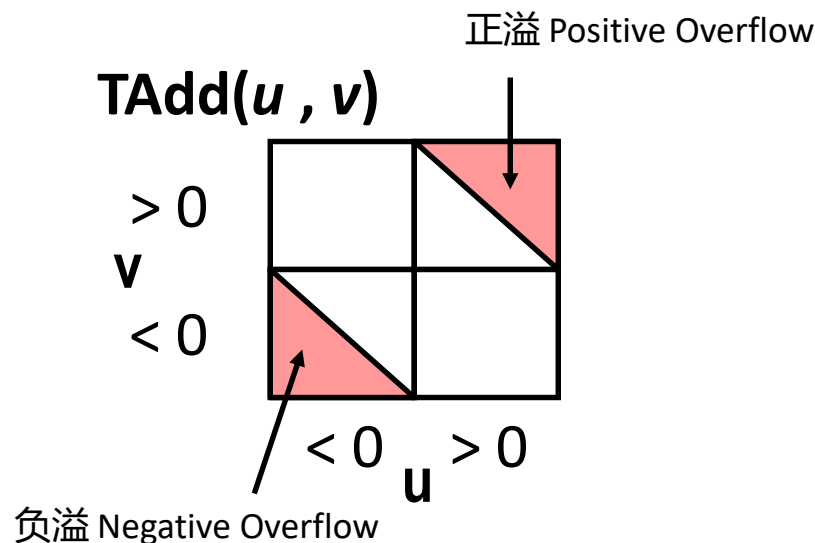 正溢 Positive Overflow
TAdd(u , v)
> 0
v
< 0
< 0 > 0
u
负溢 Negative Overflow